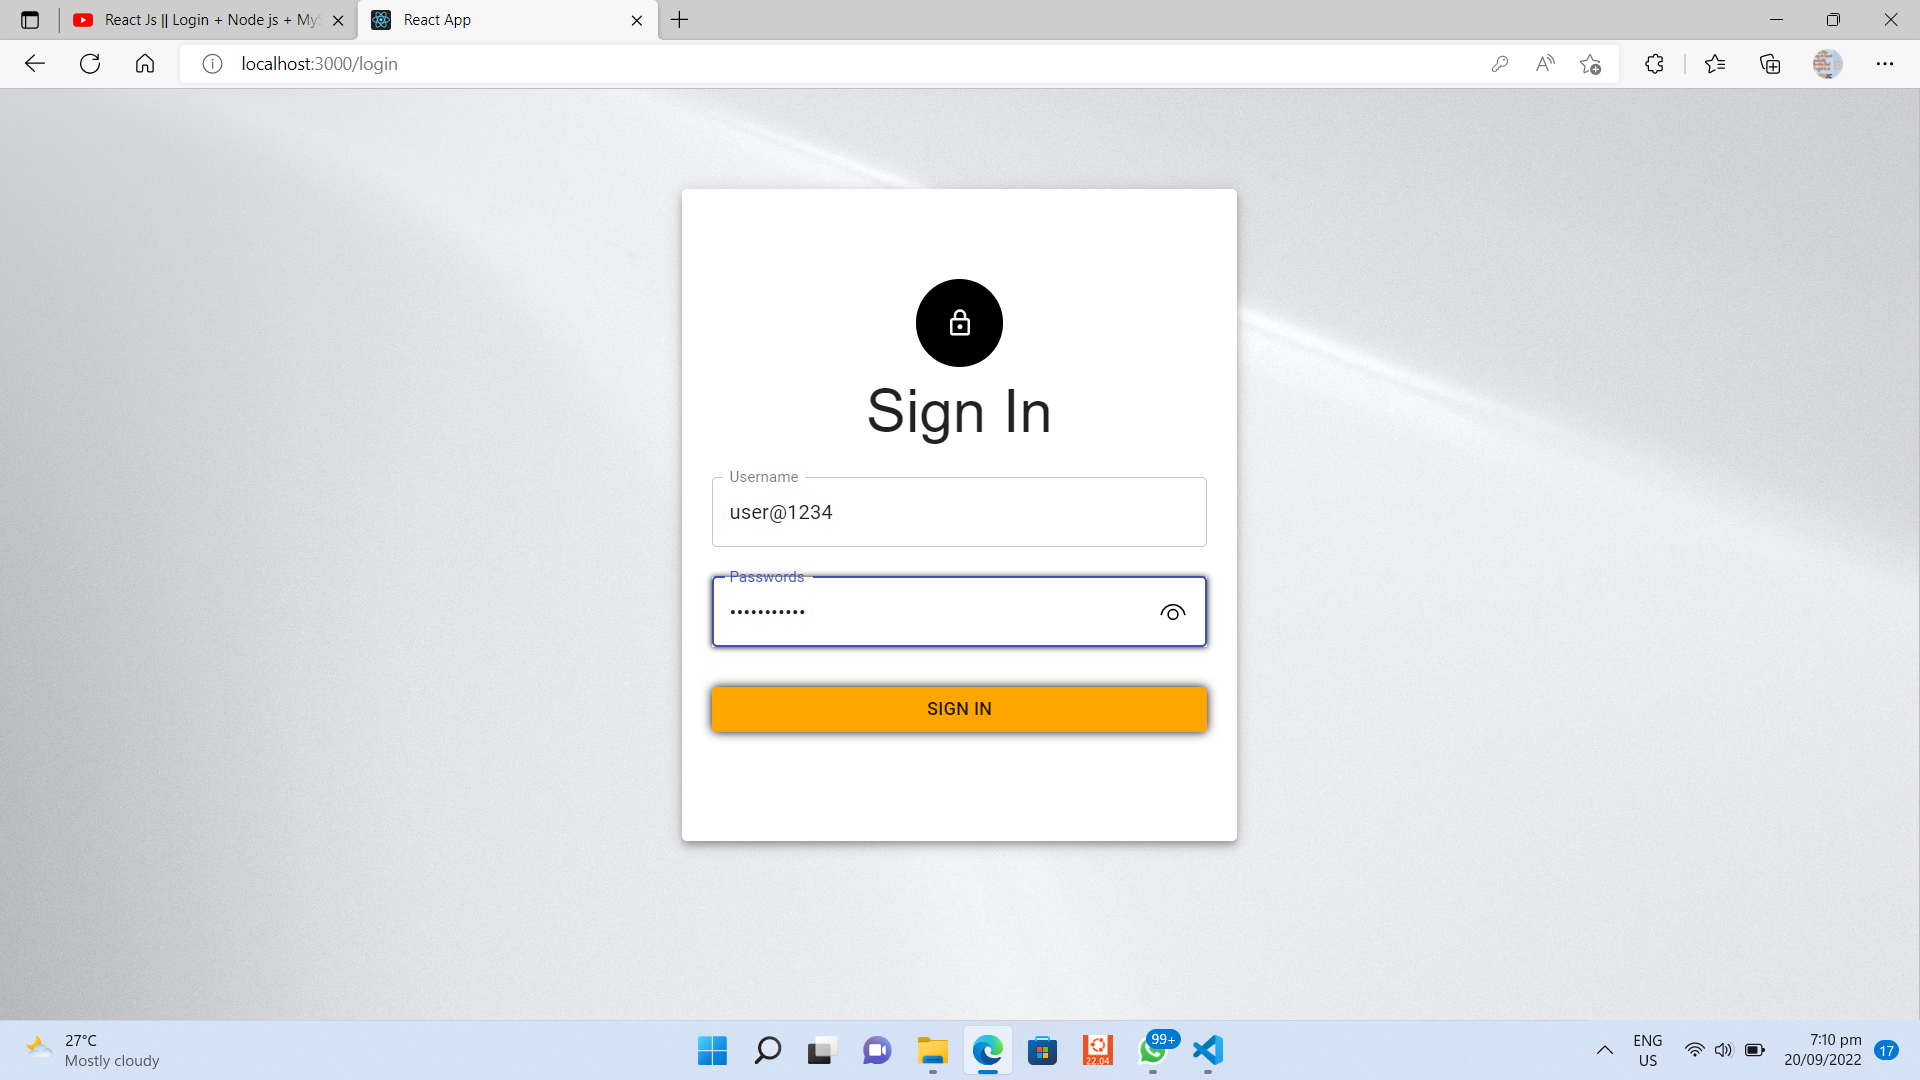 React Js || Login + Node js + MyS
React App
localhost:3000/login
Sign In
Username
user@1234
Passwords
•••••••••••
SIGN IN
27°C
Mostly cloudy
22.04
99+
ENG
US
7:10 pm
20/09/2022
17